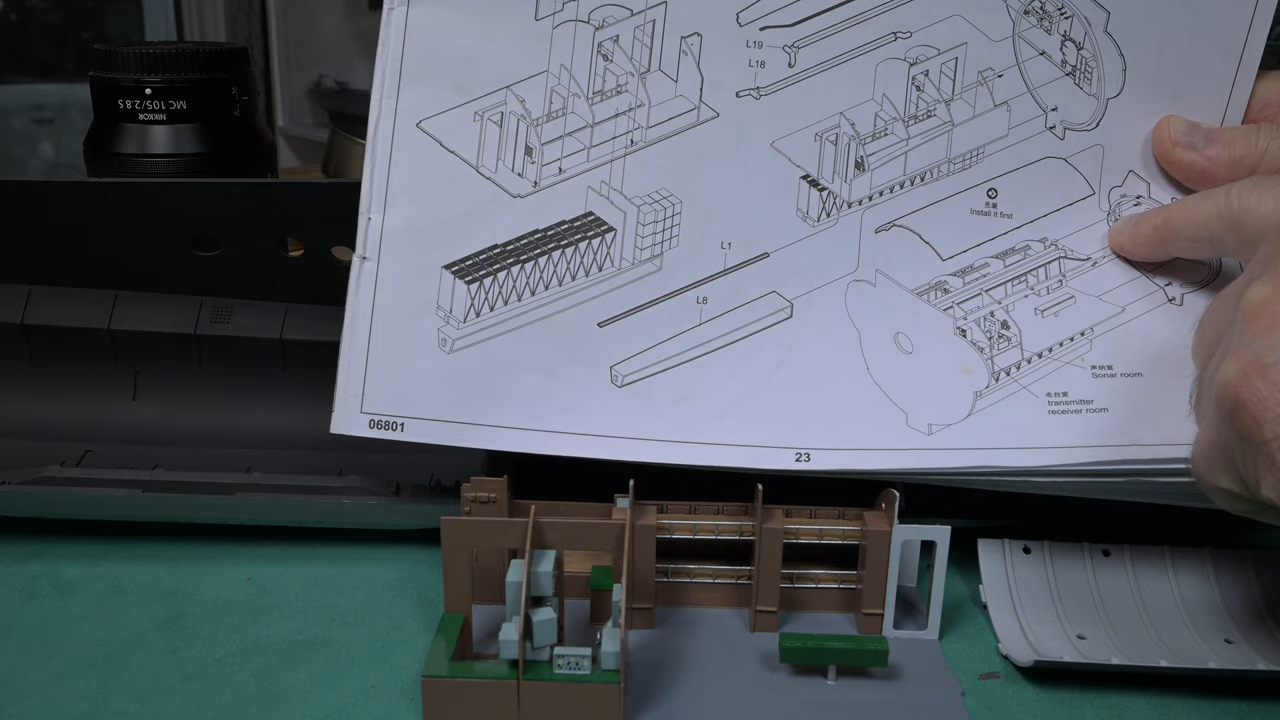 MC 105/2.8 S
NIKKOR
L19
L18
先装
Install it first
L1
L8
声纳室
Sonar room
电台室
transmitter
receiver room
06801
23